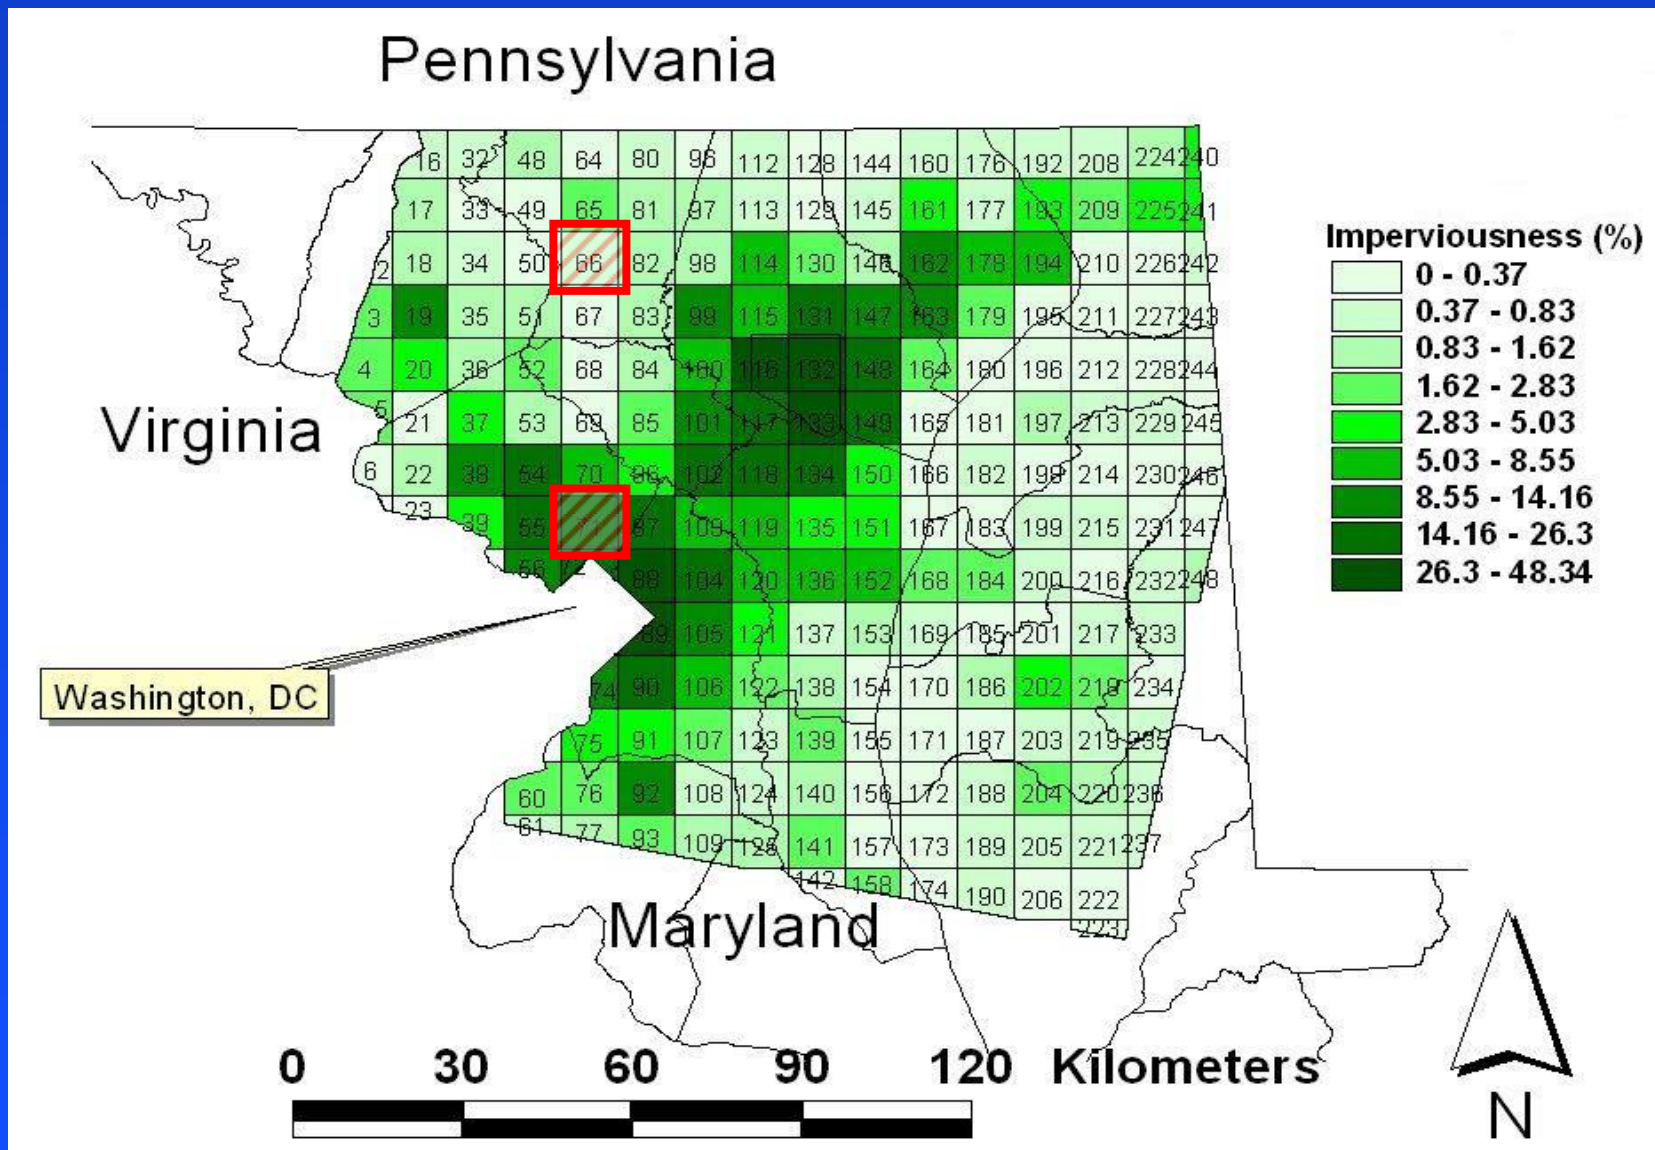 Pennsylvania
16 32 48 64 80 96 112 128 144 160 176 192 208 224 240
17 33 49 65 81 97 113 129 145 161 177 193 209 225 241
2 18 34 50 66 82 98 114 130 146 162 178 194 210 226 242
3 19 35 51 67 83 99 115 131 147 163 179 195 211 227 243
4 20 36 52 68 84 100 116 132 148 164 180 196 212 228 244
5 21 37 53 69 85 101 117 133 149 165 181 197 213 229 245
6 22 38 54 70 86 102 118 134 150 166 182 198 214 230 246
23 39 55 71 87 103 119 135 151 167 183 199 215 231 247
56 72 88 104 120 136 152 168 184 200 216 232 248
89 105 121 137 153 169 185 201 217 233
74 90 106 122 138 154 170 186 202 218 234
75 91 107 123 139 155 171 187 203 219 235
60 76 92 108 124 140 156 172 188 204 220 236
61 77 93 109 125 141 157 173 189 205 221 237
142 158 174 190 206 222
223
Virginia
Washington, DC
Maryland
Imperviousness (%)
0 - 0.37
0.37 - 0.83
0.83 - 1.62
1.62 - 2.83
2.83 - 5.03
5.03 - 8.55
8.55 - 14.16
14.16 - 26.3
26.3 - 48.34
0 30 60 90 120 Kilometers
N